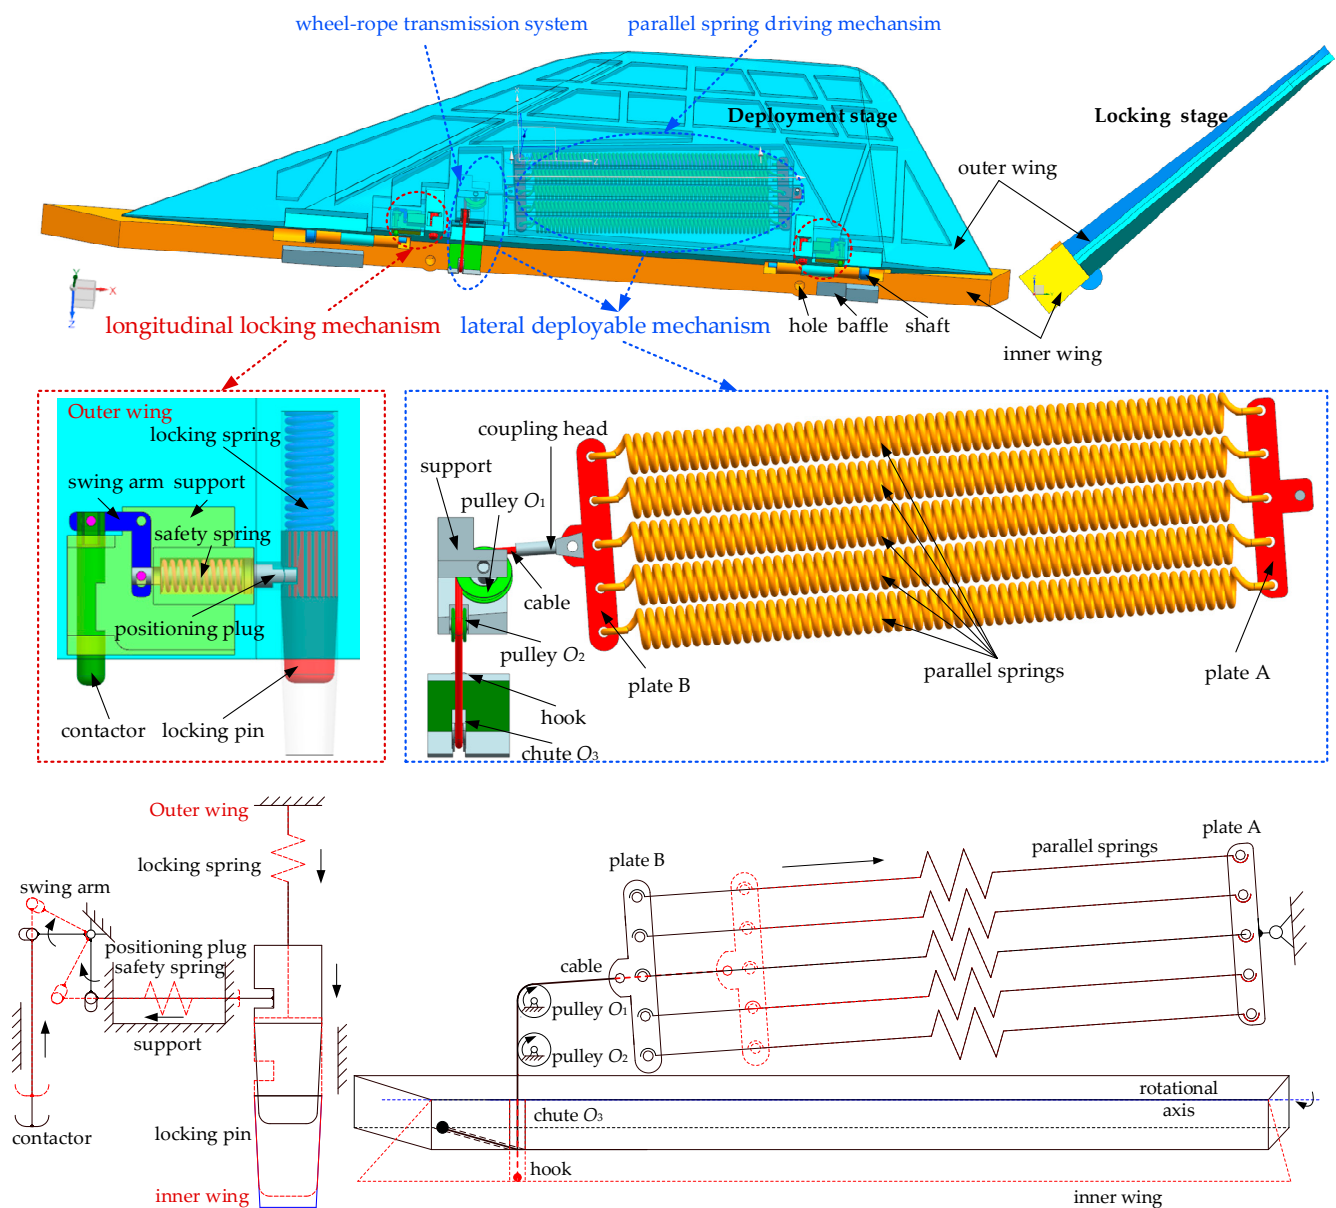 wheel-rope transmission system
parallel spring driving mechansim
Deployment stage
Locking stage
outer wing
Y
X
Z
longitudinal locking mechanism
lateral deployable mechanism
hole
baffle
shaft
inner wing
Outer wing
locking spring
swing arm
support
safety spring
positioning plug
contactor
locking pin
coupling head
support
pulley O1
cable
pulley O2
plate B
hook
chute O3
parallel springs
plate A
Outer wing
locking spring
swing arm
positioning plug
safety spring
support
contactor
locking pin
inner wing
plate B
parallel springs
plate A
cable
pulley O1
pulley O2
rotational
axis
chute O3
hook
inner wing